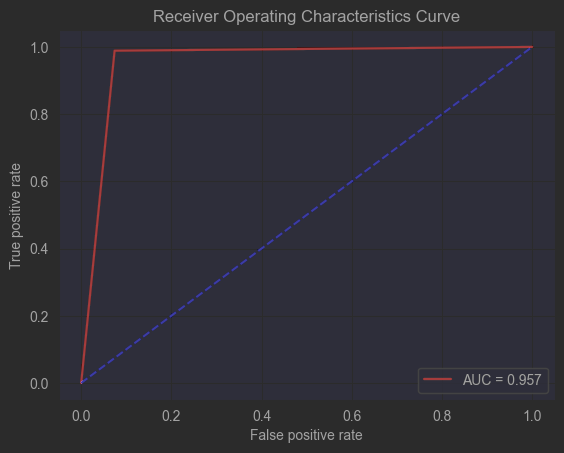 Receiver Operating Characteristics Curve
1.0
0.8
0.6
0.4
0.2
0.0
True positive rate
AUC = 0.957
0.0 0.2 0.4 0.6 0.8 1.0
False positive rate